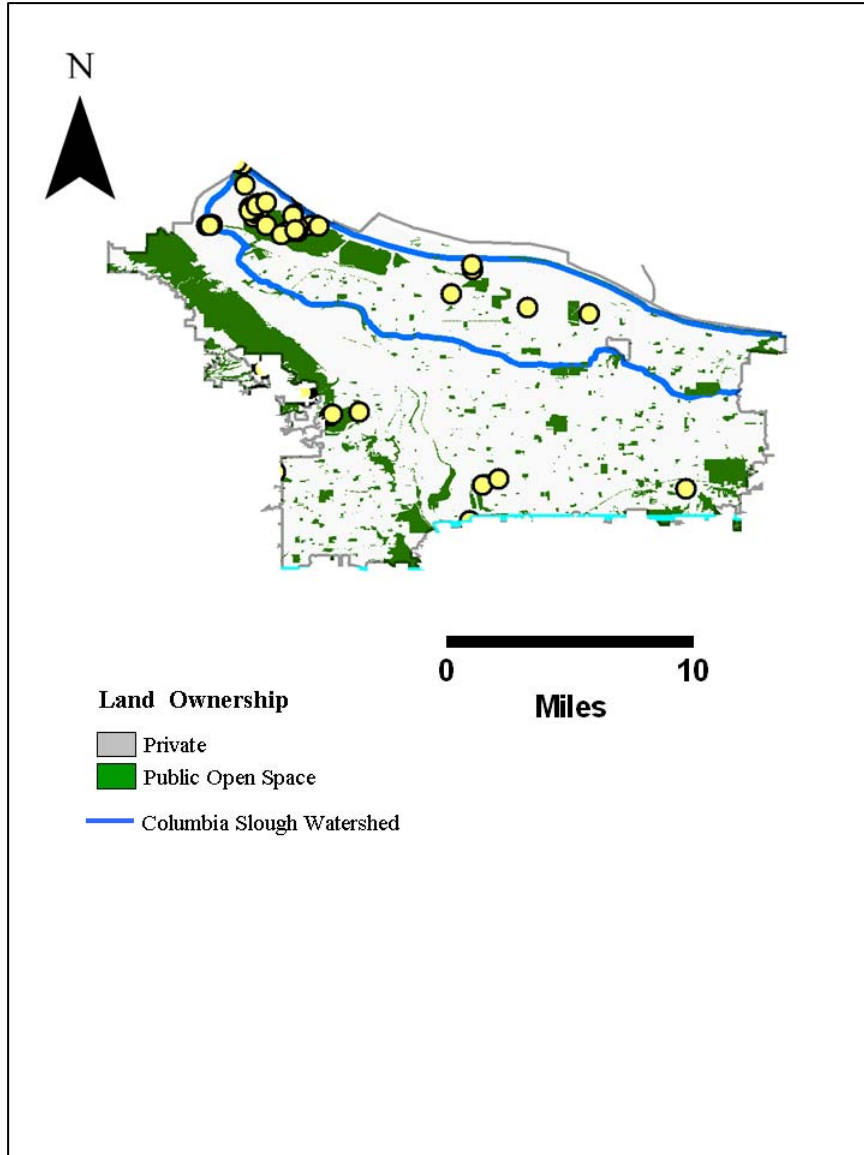 N
0 10
Miles
Land Ownership
Private
Public Open Space
Columbia Slough Watershed